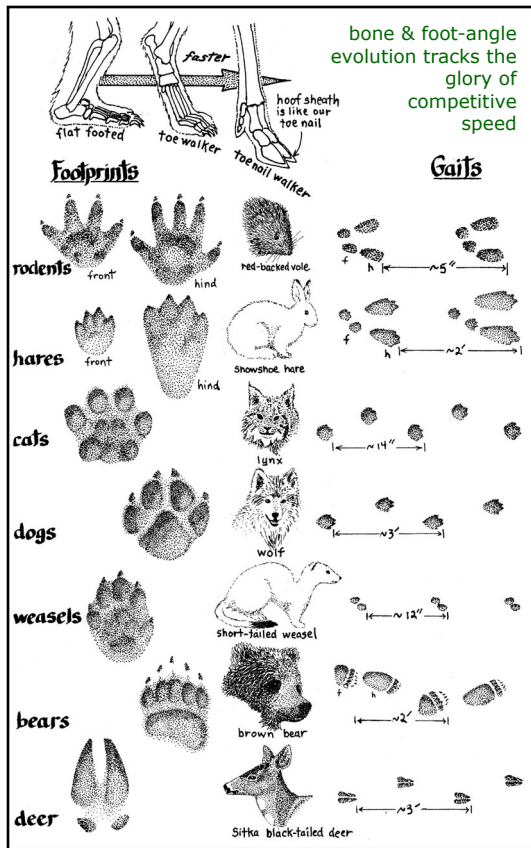 bone & foot-angle
evolution tracks the
glory of
competitive
speed
faster
flat footed
toe walker
toe nail walker
hoof sheath
is like our
toe nail
Footprints
Gaits
rodents
front
hind
red-backed vole
f
h
~5"
hares
front
hind
snowshoe hare
f
h
~2'
cats
lynx
~14"
dogs
wolf
~3'
weasels
short-tailed weasel
~12"
bears
brown bear
f
h
~2'
deer
Sitka black-tailed deer
~3'